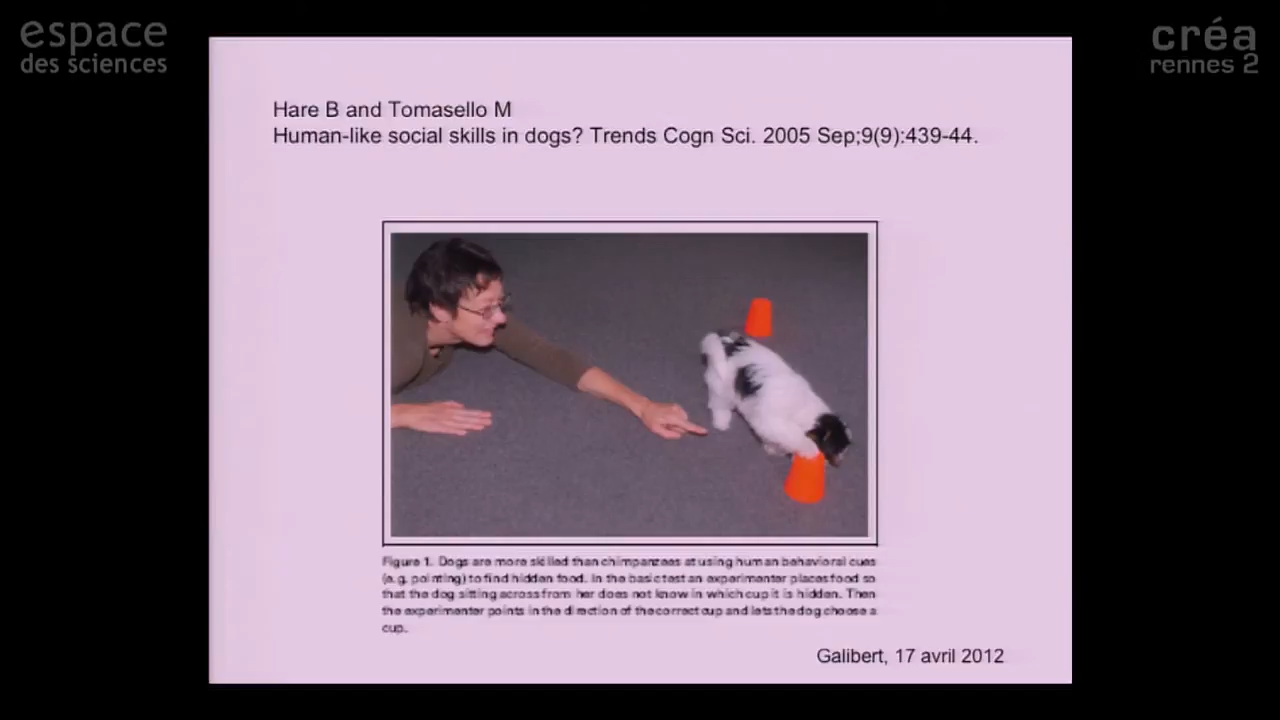 espace
des sciences
créa
rennes 2
Hare B and Tomasello M
Human-like social skills in dogs? Trends Cogn Sci. 2005 Sep;9(9):439-44.
Figure 1. Dogs are more skilled than chimpanzees at using human behavioral cues
(e.g. pointing) to find hidden food. In the basic test an experimenter places food so
that the dog sitting across from her does not know in which cup it is hidden. Then
the experimenter points in the direction of the correct cup and lets the dog choose a
cup.
Galibert, 17 avril 2012